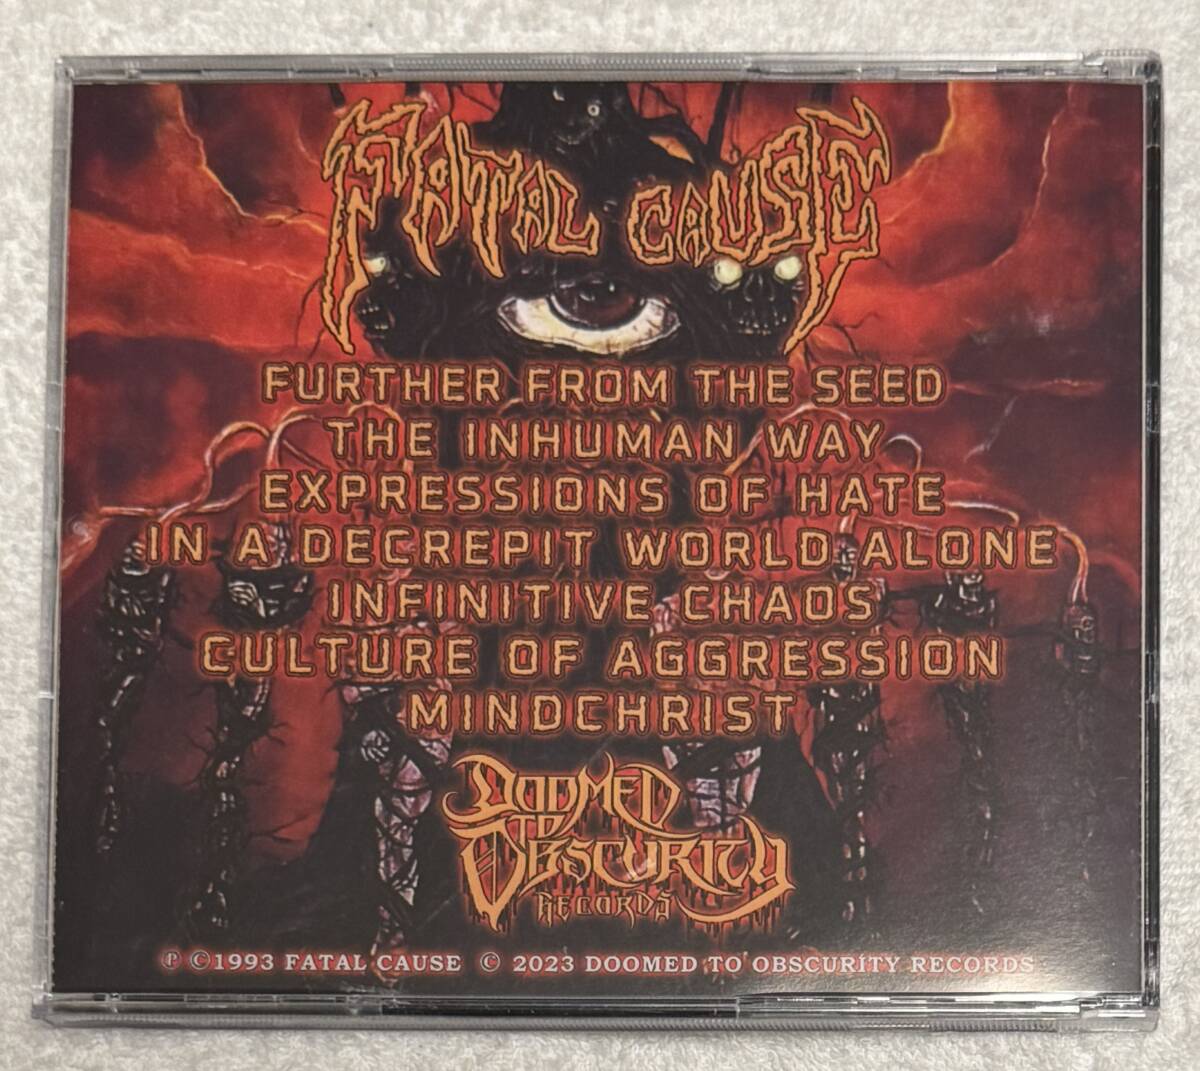 FATAL CAUSE
FURTHER FROM THE SEED
THE INHUMAN WAY
EXPRESSIONS OF HATE
IN A DECREPIT WORLD ALONE
INFINITIVE CHAOS
CULTURE OF AGGRESSION
MINDCHRIST
DOOMED
TO
OBSCURITY
RECORDS
℗ ©1993 FATAL CAUSE © 2023 DOOMED TO OBSCURITY RECORDS